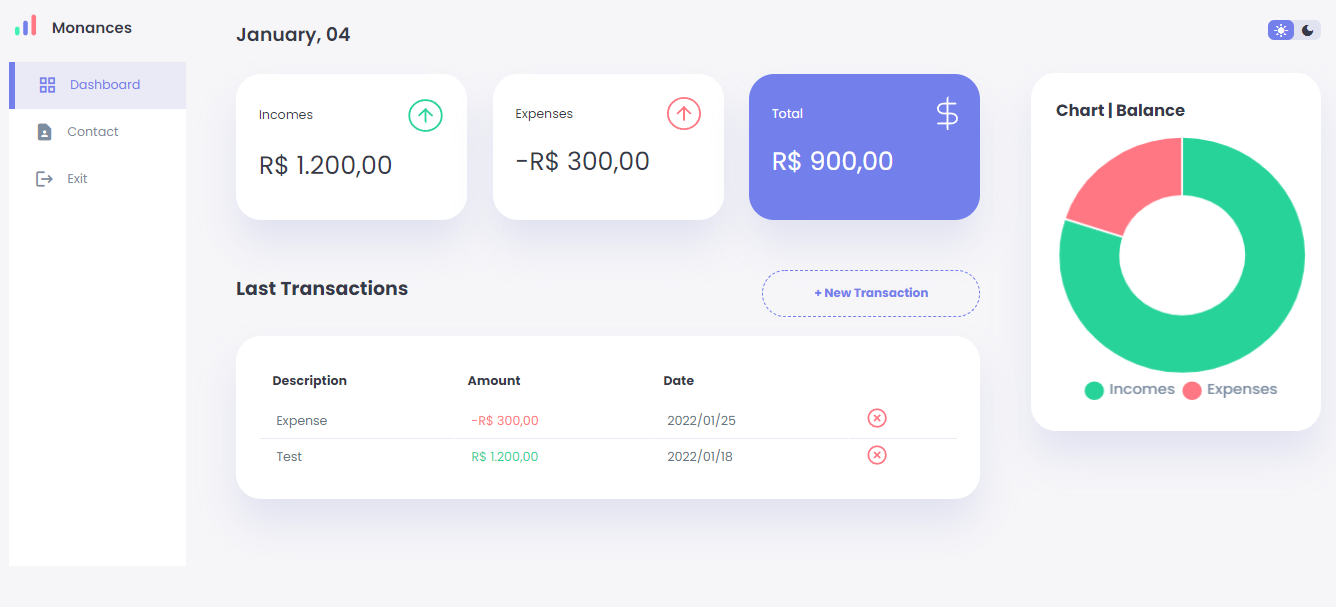 Monances
Dashboard
Contact
Exit
January, 04
Incomes
R$ 1.200,00
Expenses
-R$ 300,00
Total
R$ 900,00
Last Transactions
+ New Transaction
Description Amount Date
Expense -R$ 300,00 2022/01/25
Test R$ 1.200,00 2022/01/18
Chart | Balance
Incomes Expenses